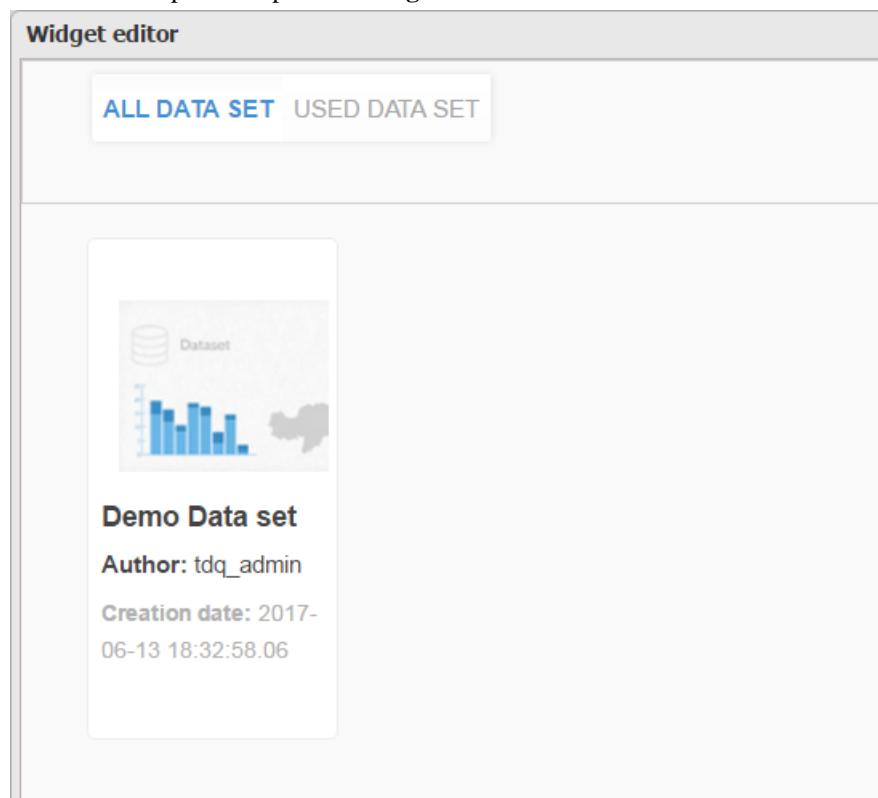 Widget editor
ALL DATA SET USED DATA SET
Dataset
Demo Data set
Author: tdq_admin
Creation date: 2017-
06-13 18:32:58.06